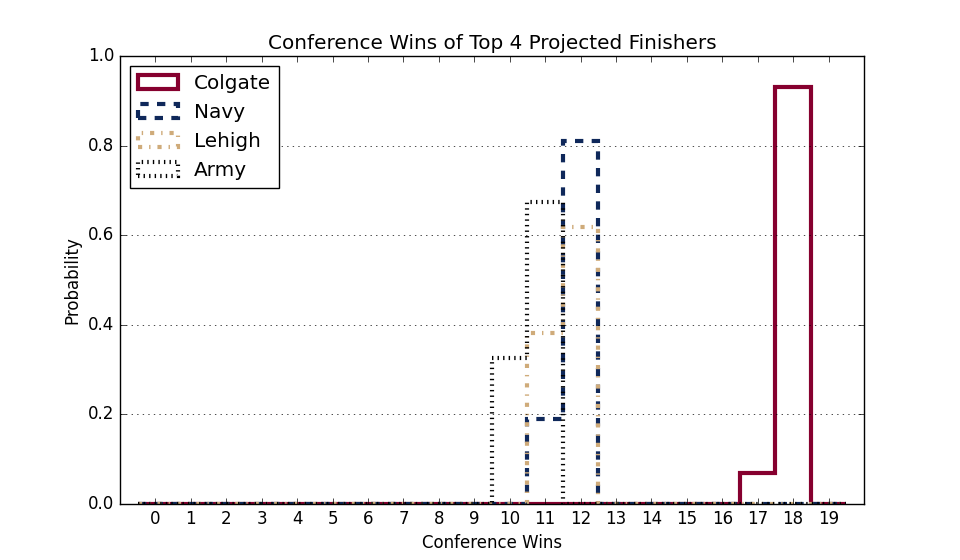 Conference Wins of Top 4 Projected Finishers
1.0
0.8
0.6
0.4
0.2
0.0
Probability
Colgate
Navy
Lehigh
Army
0 1 2 3 4 5 6 7 8 9 10 11 12 13 14 15 16 17 18 19
Conference Wins